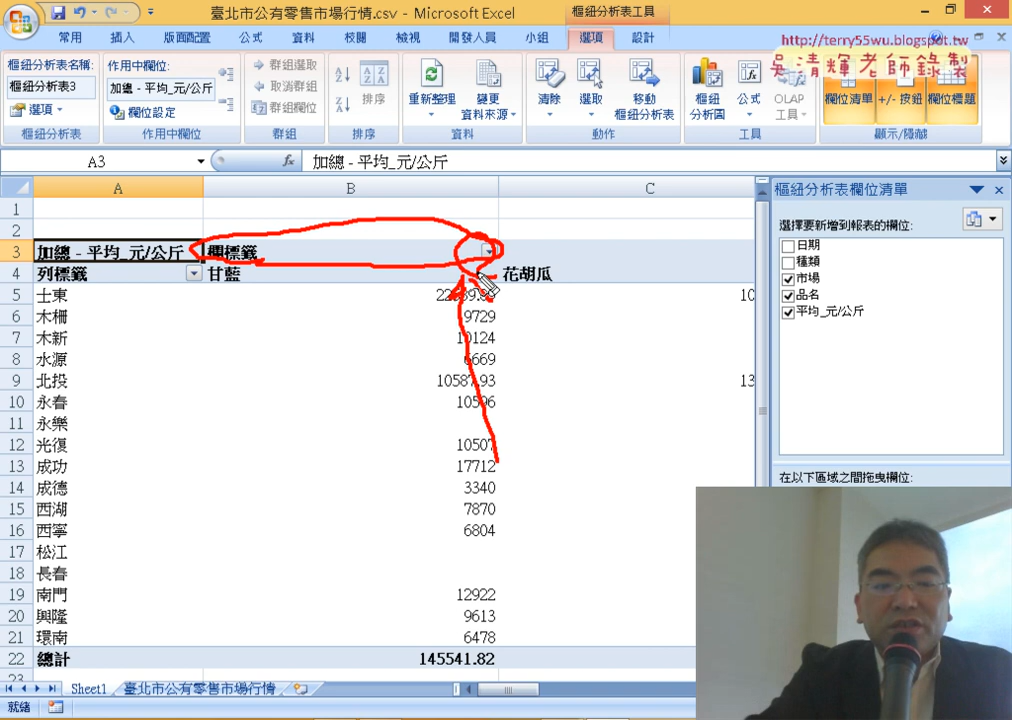 臺北市公有零售市場行情.csv - Microsoft Excel
樞紐分析表工具
常用 插入 版面配置 公式 資料 校閱 檢視 開發人員 小組 選項 設計
http://terry55wu.blogspot.tw
吳清輝老師錄製
樞紐分析表名稱: 作用中欄位:
樞紐分析表3 加總 - 平均_元/公斤
選項 欄位設定
群組選取
取消群組
群組欄位
排序
重新整理 變更 資料來源
清除 選取 移動 樞紐分析表
樞紐分析圖 公式 OLAP 工具
欄位清單 +/- 按鈕 欄位標題
樞紐分析表 作用中欄位 群組 排序 資料 動作 工具 顯示/隱藏
A3 fx 加總 - 平均_元/公斤
A B C
1
2
3 加總 - 平均_元/公斤 欄標籤
4 列標籤 甘藍 花胡瓜
5 士東
6 木柵 9729
7 木新 10124
8 水源 6669
9 北投 10587.93 13
10 永春 10596
11 永樂
12 光復 10507
13 成功 17712
14 成德 3340
15 西湖 7870
16 西寧 6804
17 松江
18 長春
19 南門 12922
20 興隆 9613
21 環南 6478
22 總計 145541.82
23
樞紐分析表欄位清單
選擇要新增到報表的欄位:
日期
種類
市場
品名
平均_元/公斤
在以下區域之間拖曳欄位:
Sheet1 臺北市公有零售市場行情
就緒